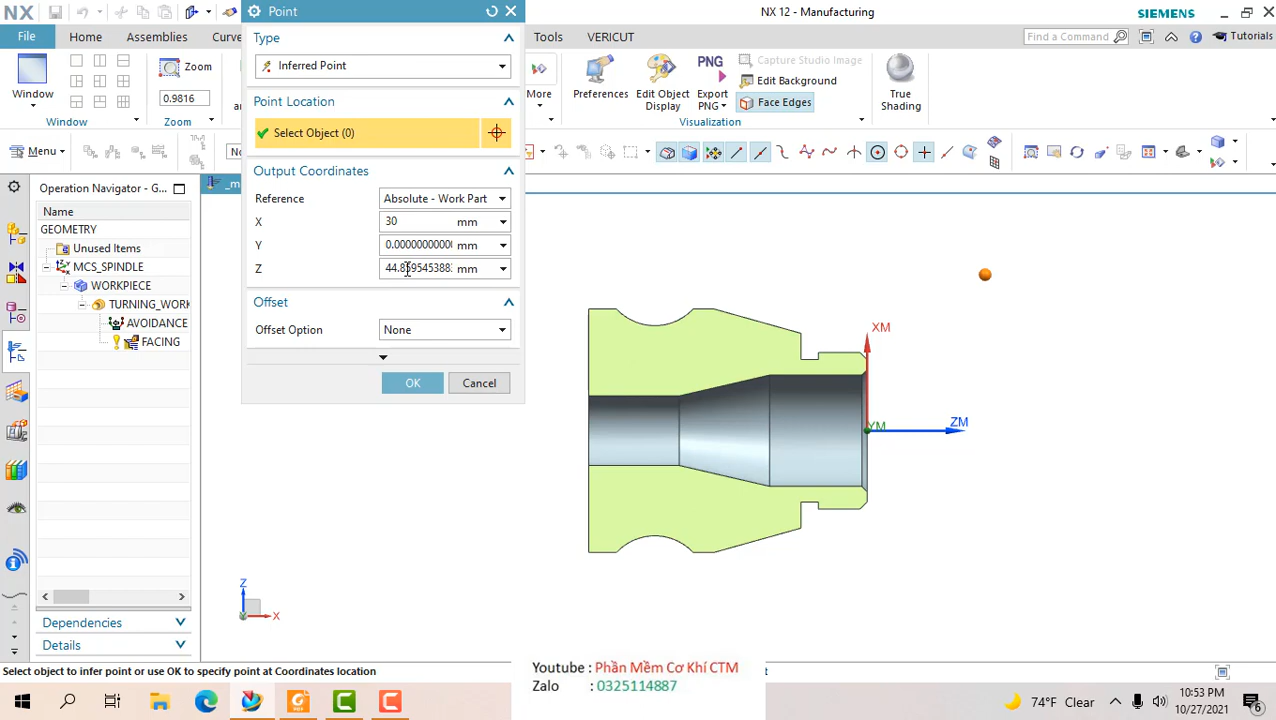 NX
Point
NX 12 - Manufacturing
SIEMENS
File
Home
Assemblies
Curve
Tools
VERICUT
Find a Command
Tutorials
Type
Inferred Point
Point Location
Select Object (0)
Output Coordinates
Reference
Absolute - Work Part
X
30
mm
Y
mm
Z
mm
Offset
Offset Option
None
OK
Cancel
Window
Zoom
0.9816
Window
More
Preferences
Edit Object
Display
PNG
Export
PNG
Capture Studio Image
Edit Background
Face Edges
True
Shading
Visualization
Menu
No
Operation Navigator - G...
Name
GEOMETRY
Unused Items
MCS_SPINDLE
WORKPIECE
TURNING_WORK
AVOIDANCE
FACING
Dependencies
Details
_m
XM
YM
ZM
Z
Y
X
Select object to infer point or use OK to specify point at Coordinates location
Youtube : Phần Mềm Cơ Khí CTM
Zalo : 0325114887
74°F Clear
10:53 PM
10/27/2021
6